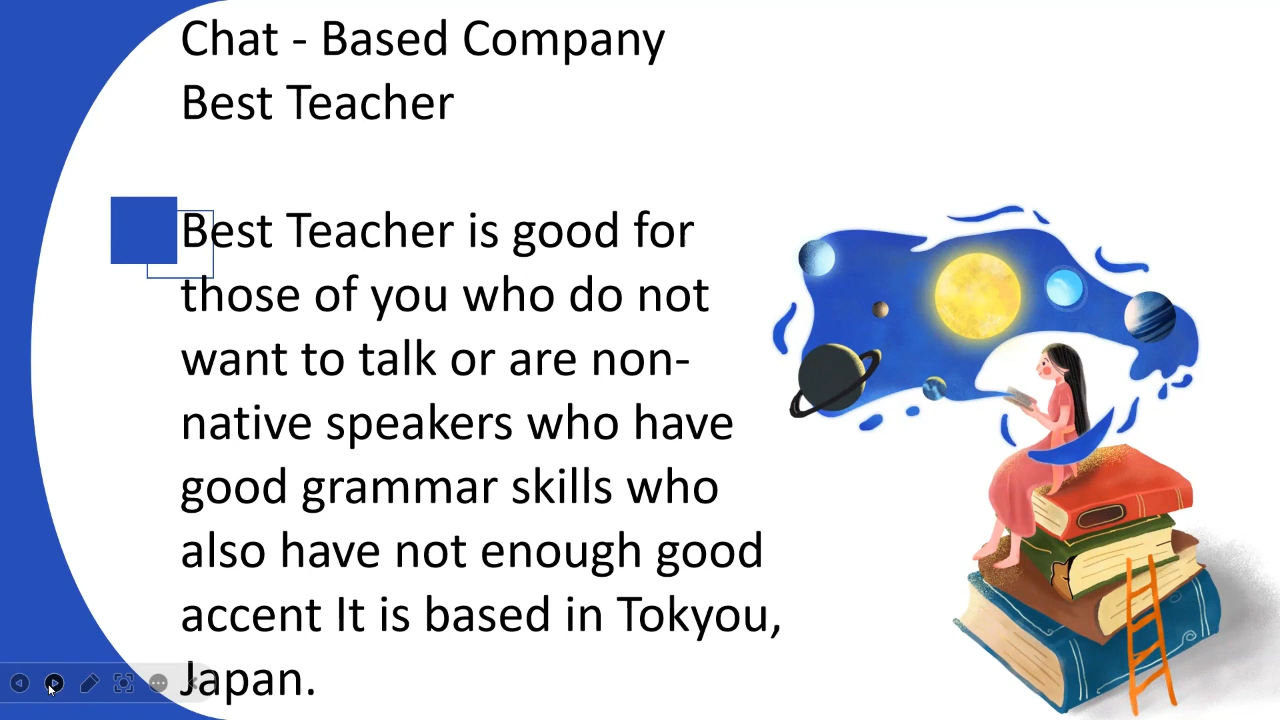 Chat - Based Company
Best Teacher
Best Teacher is good for
those of you who do not
want to talk or are non-
native speakers who have
good grammar skills who
also have not enough good
accent It is based in Tokyou,
Japan.